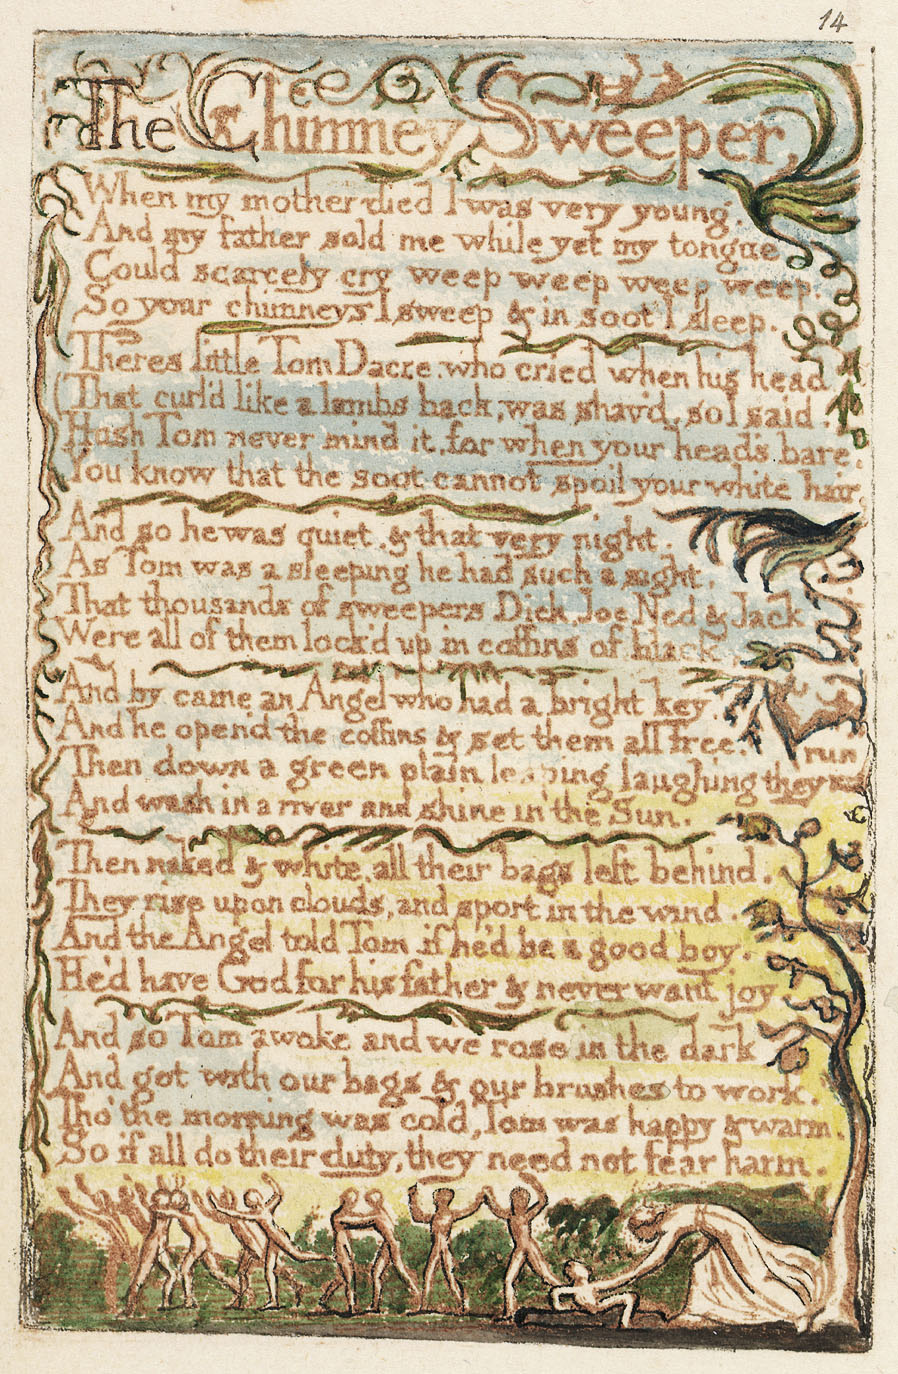 14
The Chimney Sweeper,
When my mother died I was very young,
And my father sold me while yet my tongue,
Could scarcely cry weep weep weep weep.
So your chimneys I sweep & in soot I sleep.
Theres little Tom Dacre, who cried when his head
That curl'd like a lambs back, was shav'd, so I said.
Hush Tom never mind it, for when your head's bare,
You know that the soot cannot spoil your white hair,
And so he was quiet, & that very night.
As Tom was a sleeping he had such a sight,
That thousands of sweepers Dick, Joe, Ned & Jack
Were all of them lock'd up in coffins of black,
And by came an Angel who had a bright key
And he open'd the coffins & set them all free.
Then down a green plain leaping laughing they run
And wash in a river and shine in the Sun.
Then naked & white, all their bags left behind.
They rise upon clouds, and sport in the wind.
And the Angel told Tom if he'd be a good boy,
He'd have God for his father & never want joy
And so Tom awoke and we rose in the dark
And got with our bags & our brushes to work.
Tho' the morning was cold, Tom was happy & warm.
So if all do their duty, they need not fear harm.